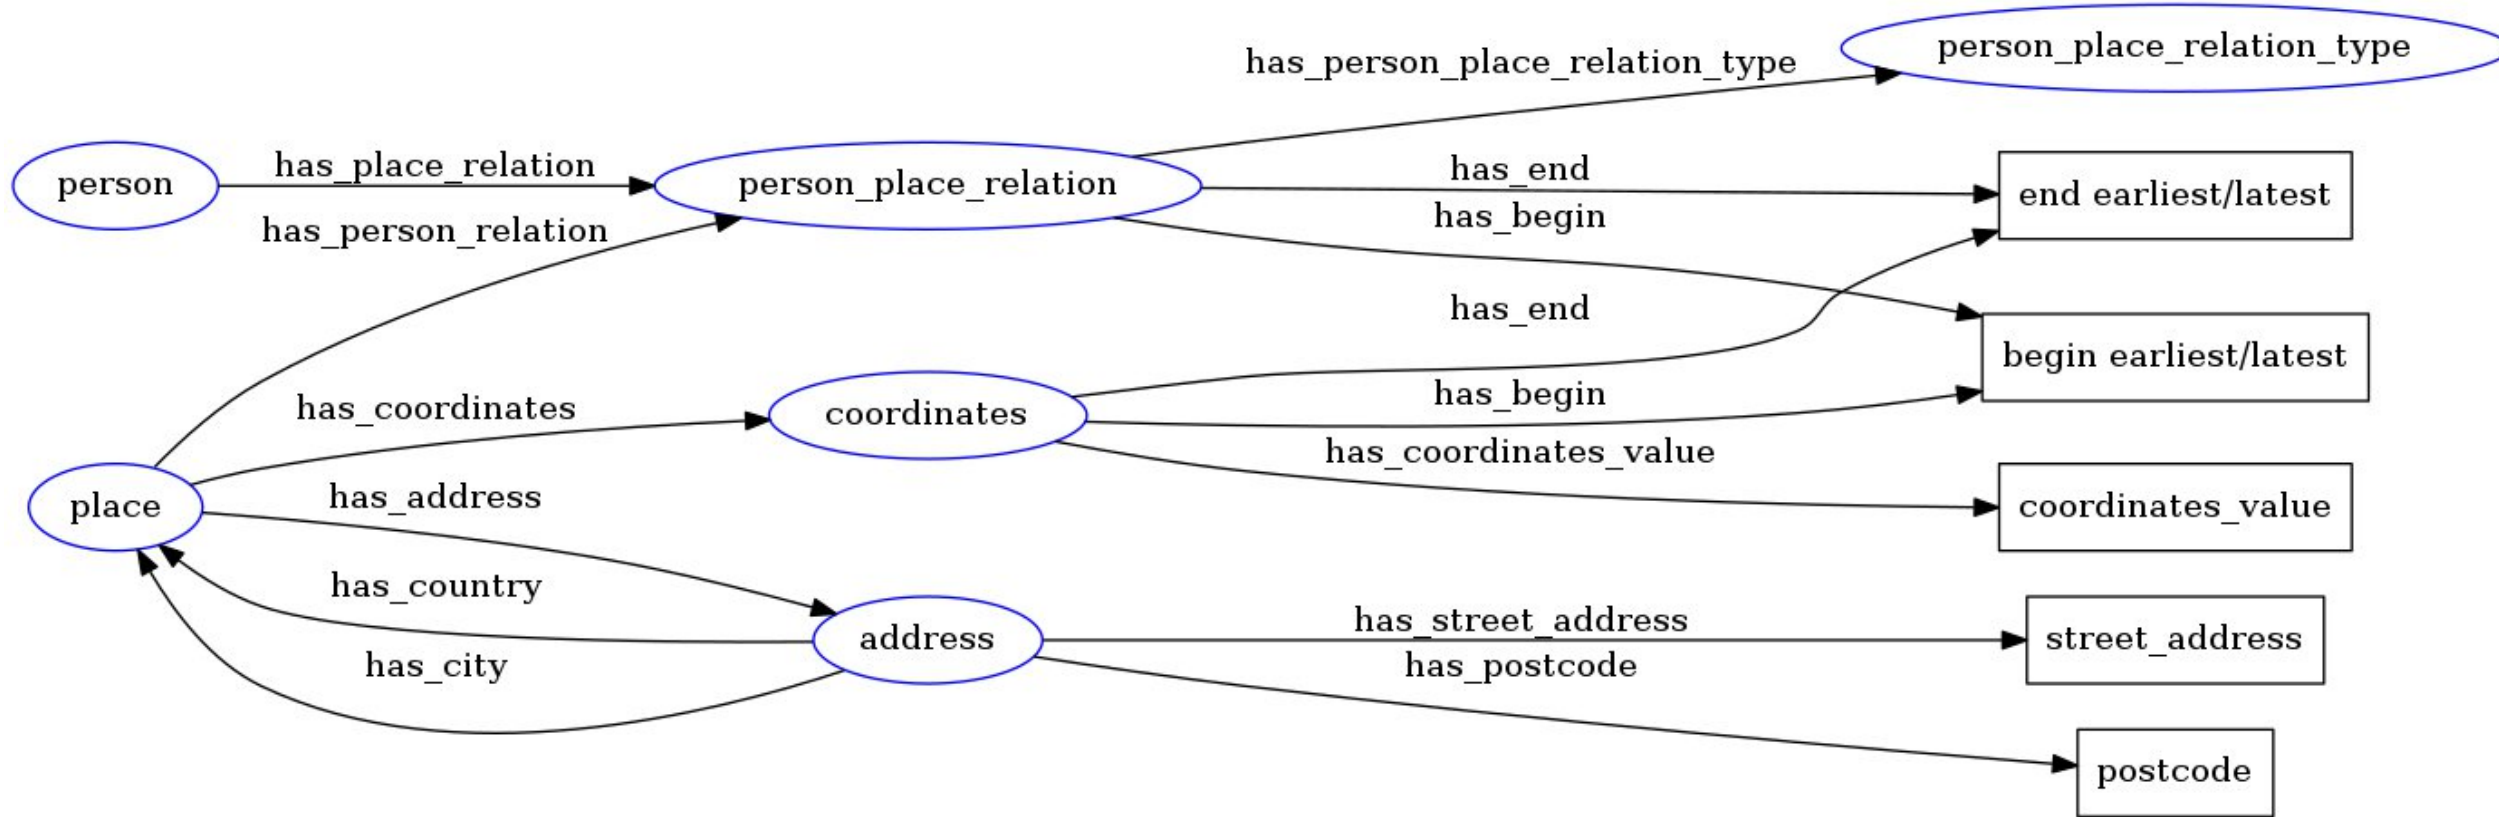 person_place_relation_type
has_person_place_relation_type
person
has_place_relation
person_place_relation
has_end
end earliest/latest
has_person_relation
has_begin
has_end
begin earliest/latest
has_coordinates
coordinates
has_begin
has_coordinates_value
place
has_address
coordinates_value
has_country
address
has_street_address
street_address
has_city
has_postcode
postcode